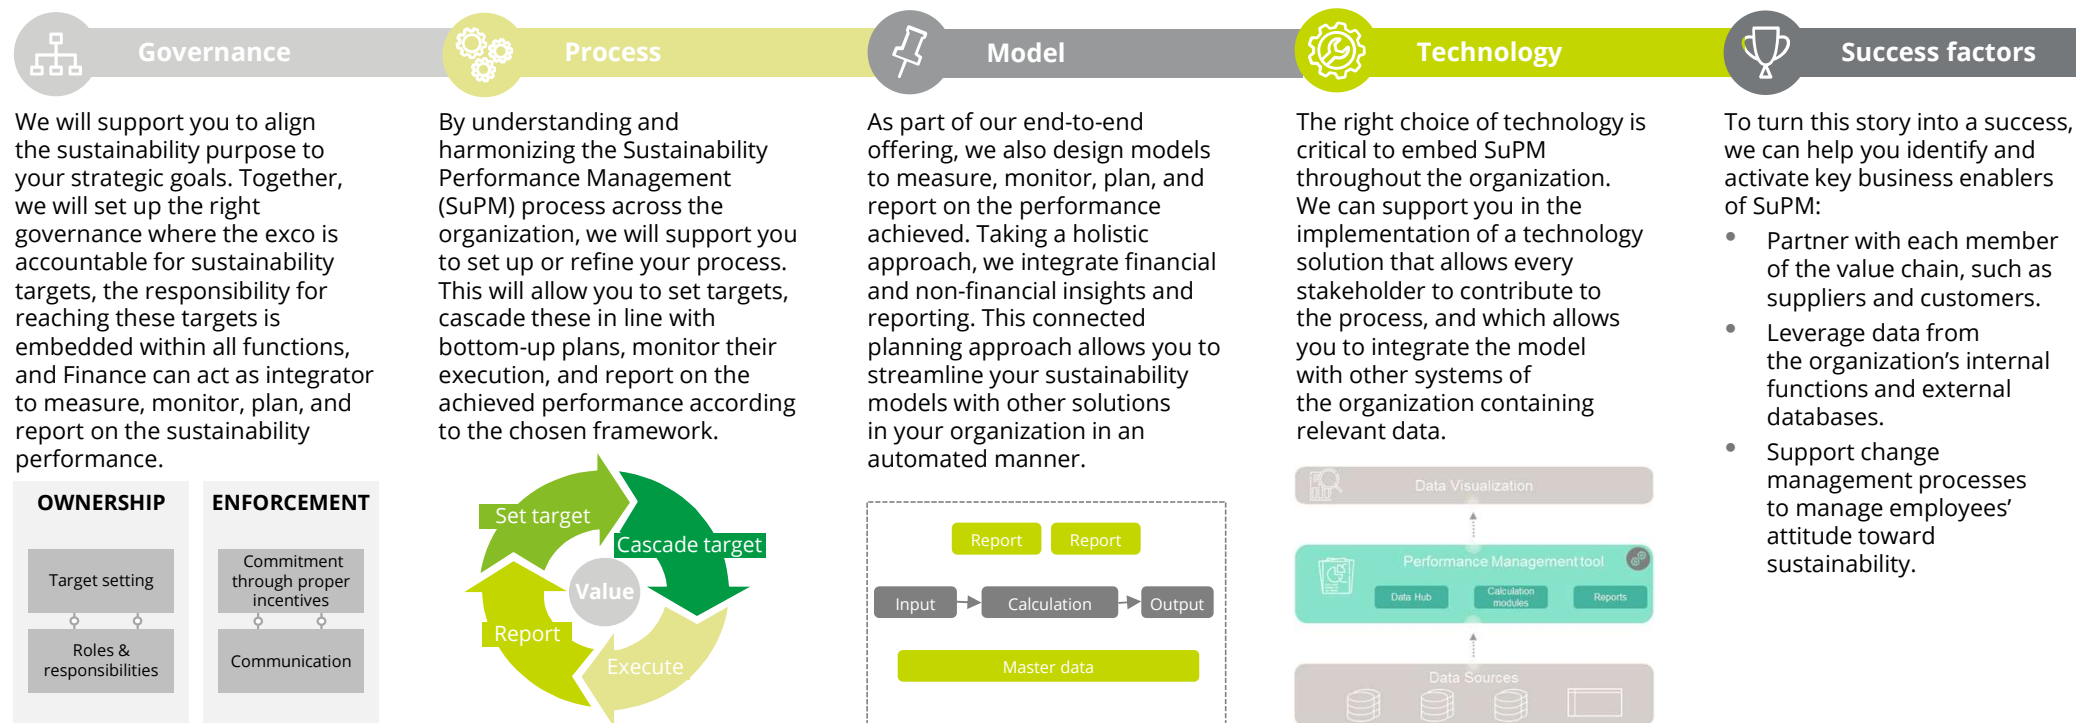 Governance
We will support you to align
the sustainability purpose to
your strategic goals. Together,
we will set up the right
governance where the exco is
accountable for sustainability
targets, the responsibility for
reaching these targets is
embedded within all functions,
and Finance can act as integrator
to measure, monitor, plan, and
report on the sustainability
performance.
OWNERSHIP
Target setting
Roles &
responsibilities
ENFORCEMENT
Commitment
through proper
incentives
Communication
Process
By understanding and
harmonizing the Sustainability
Performance Management
(SuPM) process across the
organization, we will support you
to set up or refine your process.
This will allow you to set targets,
cascade these in line with
bottom-up plans, monitor their
execution, and report on the
achieved performance according
to the chosen framework.
Set target
Cascade target
Value
Report
Execute
Model
As part of our end-to-end
offering, we also design models
to measure, monitor, plan, and
report on the performance
achieved. Taking a holistic
approach, we integrate financial
and non-financial insights and
reporting. This connected
planning approach allows you to
streamline your sustainability
models with other solutions
in your organization in an
automated manner.
Report
Report
Input
Calculation
Output
Master data
Technology
The right choice of technology is
critical to embed SuPM
throughout the organization.
We can support you in the
implementation of a technology
solution that allows every
stakeholder to contribute to
the process, and which allows
you to integrate the model
with other systems of
the organization containing
relevant data.
Data Visualization
Performance Management tool
Data Hub
Calculation
modules
Reports
Data Sources
Success factors
To turn this story into a success,
we can help you identify and
activate key business enablers
of SuPM:
• Partner with each member
of the value chain, such as
suppliers and customers.
• Leverage data from
the organization’s internal
functions and external
databases.
• Support change
management processes
to manage employees’
attitude toward
sustainability.